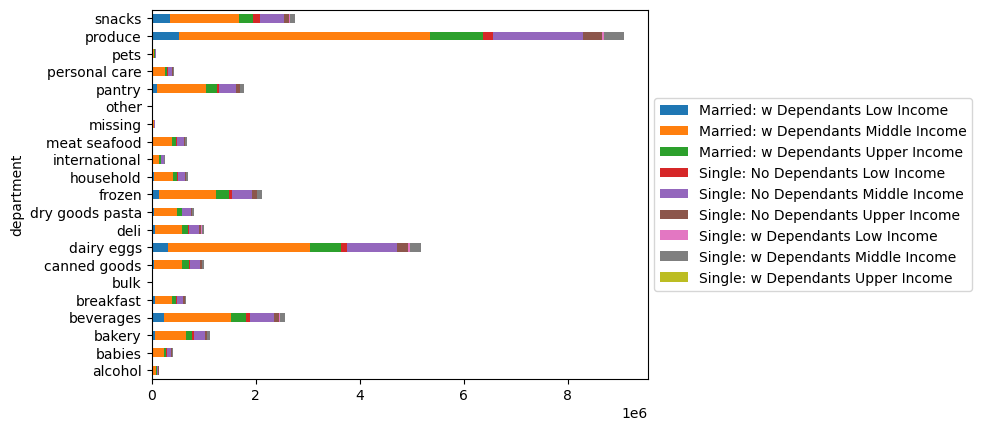 snacks
produce
pets
personal care
pantry
other
missing
meat seafood
international
household
frozen
dry goods pasta
deli
dairy eggs
canned goods
bulk
breakfast
beverages
bakery
babies
alcohol
department
0 2 4 6 8
1e6
Married: w Dependants Low Income
Married: w Dependants Middle Income
Married: w Dependants Upper Income
Single: No Dependants Low Income
Single: No Dependants Middle Income
Single: No Dependants Upper Income
Single: w Dependants Low Income
Single: w Dependants Middle Income
Single: w Dependants Upper Income